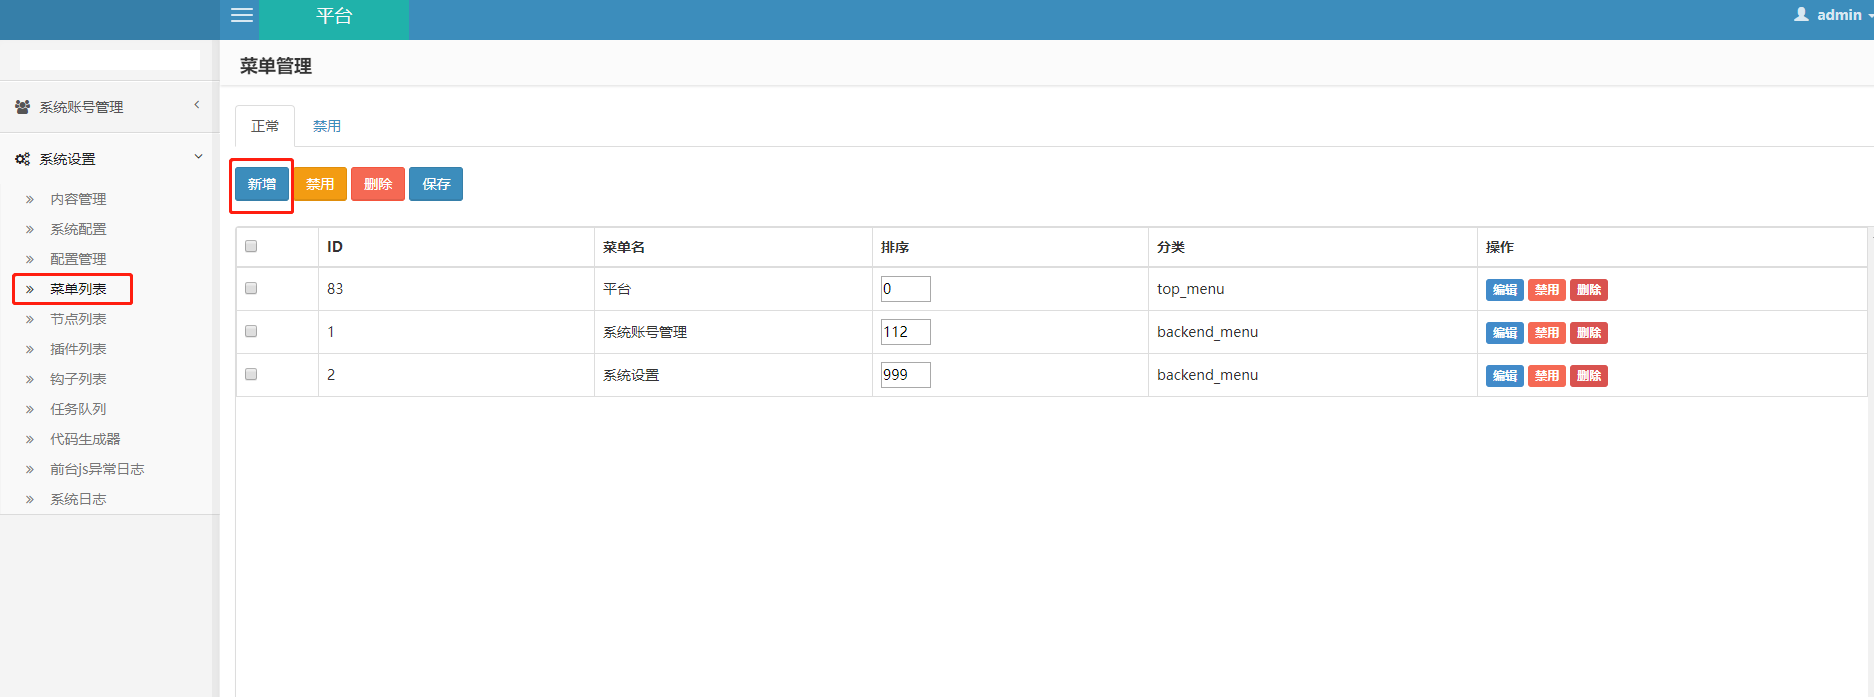 平台
admin
系统账号管理
系统设置
内容管理
系统配置
配置管理
菜单列表
节点列表
插件列表
钩子列表
任务队列
代码生成器
前台js异常日志
系统日志
菜单管理
正常 禁用
新增 禁用 删除 保存
ID 菜单名 排序 分类 操作
83 平台 0 top_menu 编辑 禁用 删除
1 系统账号管理 112 backend_menu 编辑 禁用 删除
2 系统设置 999 backend_menu 编辑 禁用 删除